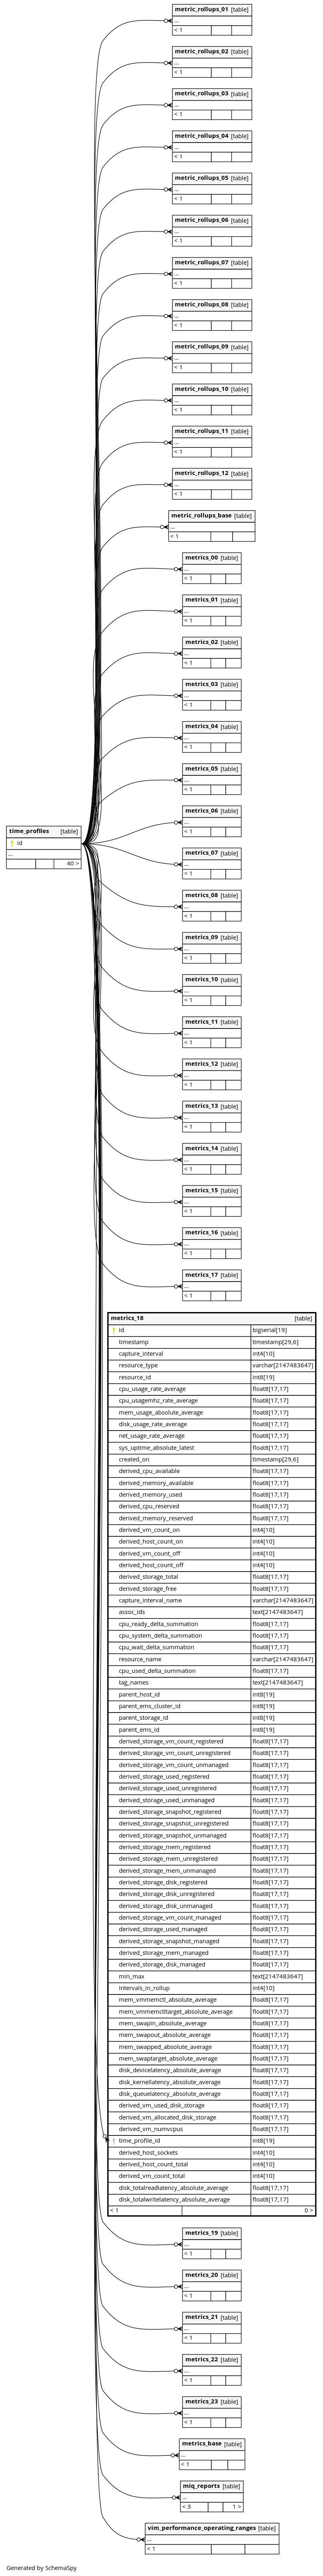 metric_rollups_01 [table]
...
< 1
metric_rollups_02 [table]
...
< 1
metric_rollups_03 [table]
...
< 1
metric_rollups_04 [table]
...
< 1
metric_rollups_05 [table]
...
< 1
metric_rollups_06 [table]
...
< 1
metric_rollups_07 [table]
...
< 1
metric_rollups_08 [table]
...
< 1
metric_rollups_09 [table]
...
< 1
metric_rollups_10 [table]
...
< 1
metric_rollups_11 [table]
...
< 1
metric_rollups_12 [table]
...
< 1
metric_rollups_base [table]
...
< 1
metrics_00 [table]
...
< 1
metrics_01 [table]
...
< 1
metrics_02 [table]
...
< 1
metrics_03 [table]
...
< 1
metrics_04 [table]
...
< 1
metrics_05 [table]
...
< 1
metrics_06 [table]
...
< 1
time_profiles [table]
id
...
40 >
metrics_07 [table]
...
< 1
metrics_08 [table]
...
< 1
metrics_09 [table]
...
< 1
metrics_10 [table]
...
< 1
metrics_11 [table]
...
< 1
metrics_12 [table]
...
< 1
metrics_13 [table]
...
< 1
metrics_14 [table]
...
< 1
metrics_15 [table]
...
< 1
metrics_16 [table]
...
< 1
metrics_17 [table]
...
< 1
metrics_18 [table]
id bigserial[19]
timestamp timestamp[29,6]
capture_interval int4[10]
resource_type varchar[2147483647]
resource_id int8[19]
cpu_usage_rate_average float8[17,17]
cpu_usagemhz_rate_average float8[17,17]
mem_usage_absolute_average float8[17,17]
disk_usage_rate_average float8[17,17]
net_usage_rate_average float8[17,17]
sys_uptime_absolute_latest float8[17,17]
created_on timestamp[29,6]
derived_cpu_available float8[17,17]
derived_memory_available float8[17,17]
derived_memory_used float8[17,17]
derived_cpu_reserved float8[17,17]
derived_memory_reserved float8[17,17]
derived_vm_count_on int4[10]
derived_host_count_on int4[10]
derived_vm_count_off int4[10]
derived_host_count_off int4[10]
derived_storage_total float8[17,17]
derived_storage_free float8[17,17]
capture_interval_name varchar[2147483647]
assoc_ids text[2147483647]
cpu_ready_delta_summation float8[17,17]
cpu_system_delta_summation float8[17,17]
cpu_wait_delta_summation float8[17,17]
resource_name varchar[2147483647]
cpu_used_delta_summation float8[17,17]
tag_names text[2147483647]
parent_host_id int8[19]
parent_ems_cluster_id int8[19]
parent_storage_id int8[19]
parent_ems_id int8[19]
derived_storage_vm_count_registered float8[17,17]
derived_storage_vm_count_unregistered float8[17,17]
derived_storage_vm_count_unmanaged float8[17,17]
derived_storage_used_registered float8[17,17]
derived_storage_used_unregistered float8[17,17]
derived_storage_used_unmanaged float8[17,17]
derived_storage_snapshot_registered float8[17,17]
derived_storage_snapshot_unregistered float8[17,17]
derived_storage_snapshot_unmanaged float8[17,17]
derived_storage_mem_registered float8[17,17]
derived_storage_mem_unregistered float8[17,17]
derived_storage_mem_unmanaged float8[17,17]
derived_storage_disk_registered float8[17,17]
derived_storage_disk_unregistered float8[17,17]
derived_storage_disk_unmanaged float8[17,17]
derived_storage_vm_count_managed float8[17,17]
derived_storage_used_managed float8[17,17]
derived_storage_snapshot_managed float8[17,17]
derived_storage_mem_managed float8[17,17]
derived_storage_disk_managed float8[17,17]
min_max text[2147483647]
intervals_in_rollup int4[10]
mem_vmmemctl_absolute_average float8[17,17]
mem_vmmemctltarget_absolute_average float8[17,17]
mem_swapin_absolute_average float8[17,17]
mem_swapout_absolute_average float8[17,17]
mem_swapped_absolute_average float8[17,17]
mem_swaptarget_absolute_average float8[17,17]
disk_devicelatency_absolute_average float8[17,17]
disk_kernellatency_absolute_average float8[17,17]
disk_queuelatency_absolute_average float8[17,17]
derived_vm_used_disk_storage float8[17,17]
derived_vm_allocated_disk_storage float8[17,17]
derived_vm_numvcpus float8[17,17]
time_profile_id int8[19]
derived_host_sockets int4[10]
derived_host_count_total int4[10]
derived_vm_count_total int4[10]
disk_totalreadlatency_absolute_average float8[17,17]
disk_totalwritelatency_absolute_average float8[17,17]
< 1 0 >
metrics_19 [table]
...
< 1
metrics_20 [table]
...
< 1
metrics_21 [table]
...
< 1
metrics_22 [table]
...
< 1
metrics_23 [table]
...
< 1
metrics_base [table]
...
< 1
miq_reports [table]
...
< 3 1 >
vim_performance_operating_ranges [table]
...
< 1
Generated by SchemaSpy